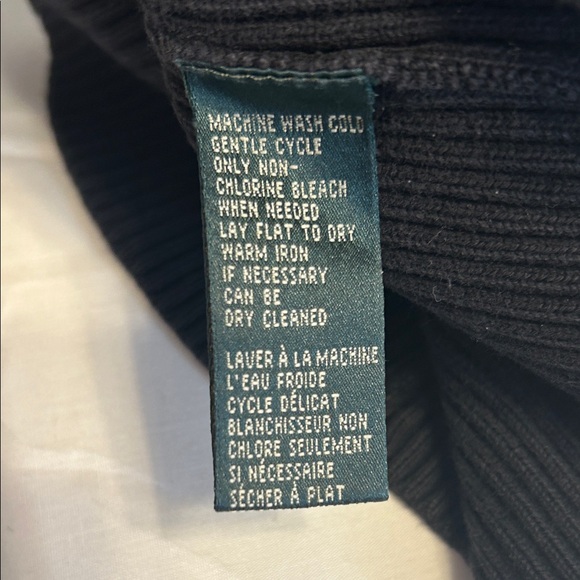 MACHINE WASH COLD
GENTLE CYCLE
ONLY NON-
CHLORINE BLEACH
WHEN NEEDED
LAY FLAT TO DRY
WARM IRON
IF NECESSARY
CAN BE
DRY CLEANED
LAVER À LA MACHINE
L'EAU FROIDE
CYCLE DÉLICAT
BLANCHISSEUR NON
CHLORE SEULEMENT
SI NÉCESSAIRE
SÉCHER À PLAT